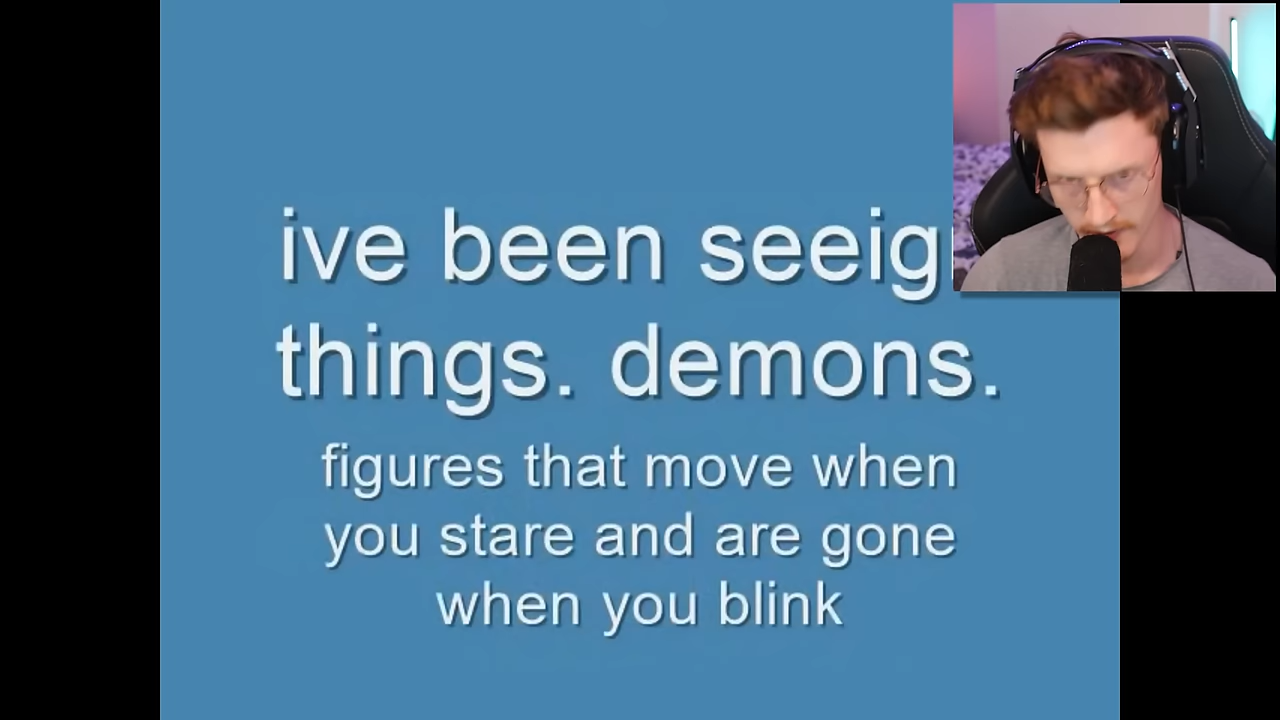 ive been seeig
things. demons.
figures that move when
you stare and are gone
when you blink